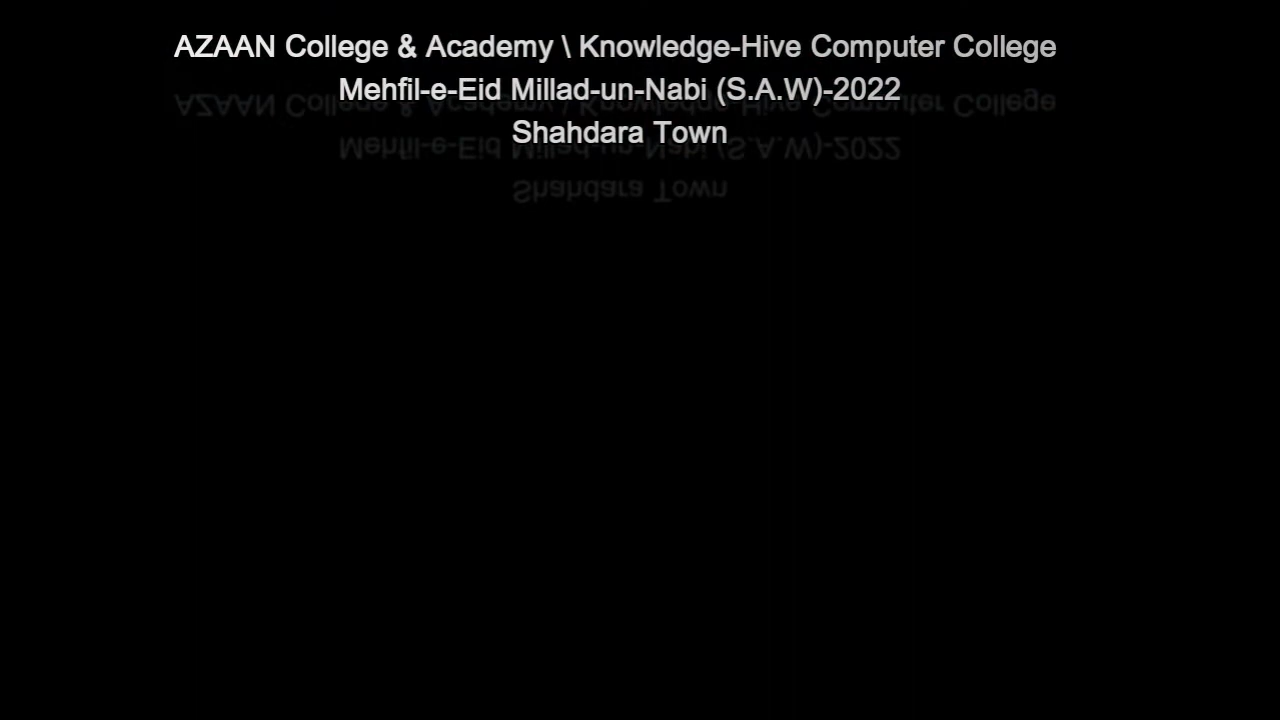 AZAAN College & Academy \ Knowledge-Hive Computer College
Mehfil-e-Eid Millad-un-Nabi (S.A.W)-2022
Shahdara Town